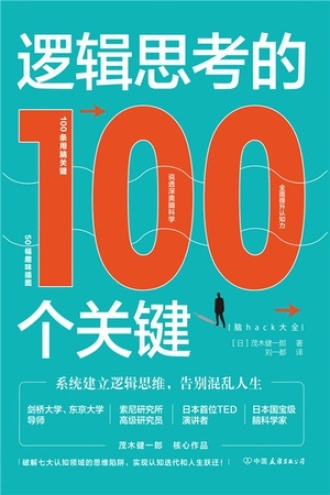 逻辑思考的
100
100条用脑关键
说透深奥脑科学
全面提升认知力
50幅趣味插图
个关键
脑hack大全
[日]茂木健一郎 著
刘一都 译
系统建立逻辑思维，告别混乱人生
剑桥大学、东京大学 索尼研究所 日本首位TED 日本国宝级
导师 高级研究员 演讲者 脑科学家
茂木健一郎 核心作品
破解七大认知领域的思维陷阱，实现认知迭代和人生跃迁！
中国友谊出版公司